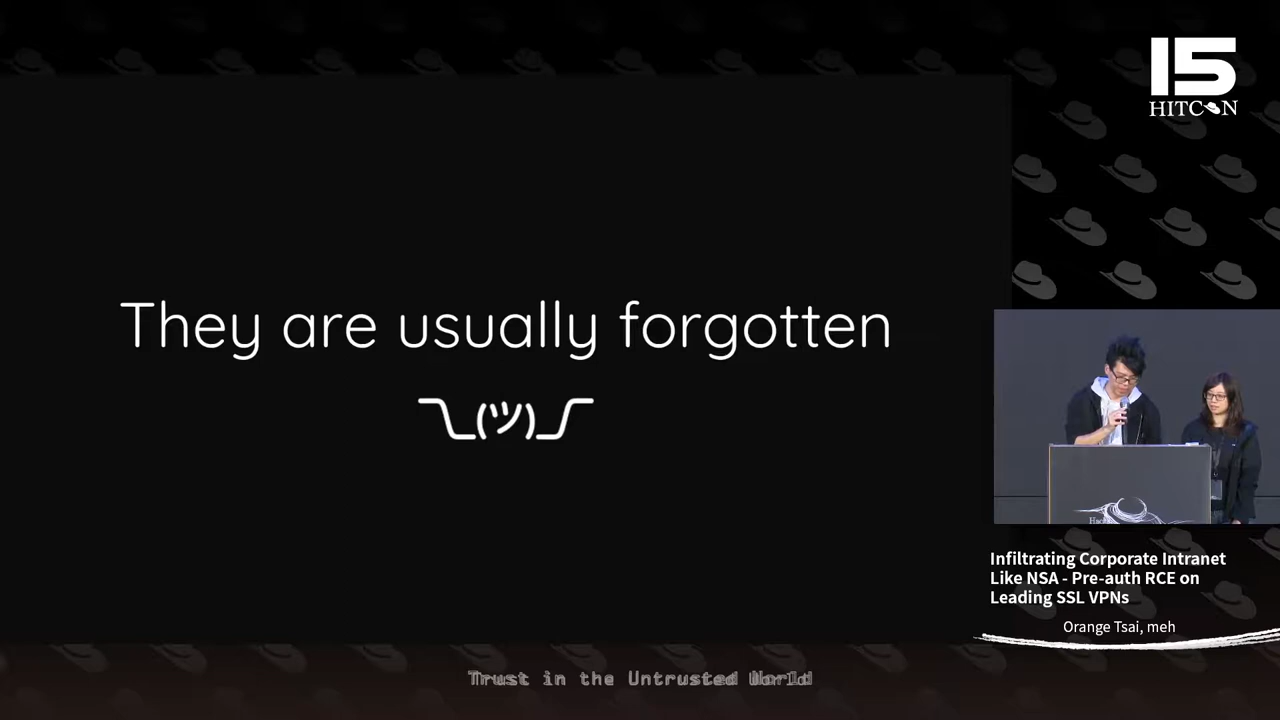 15
HITCON
They are usually forgotten
¯\_(ツ)_/¯
Infiltrating Corporate Intranet
Like NSA - Pre-auth RCE on
Leading SSL VPNs
Orange Tsai, meh
Trust in the Untrusted World